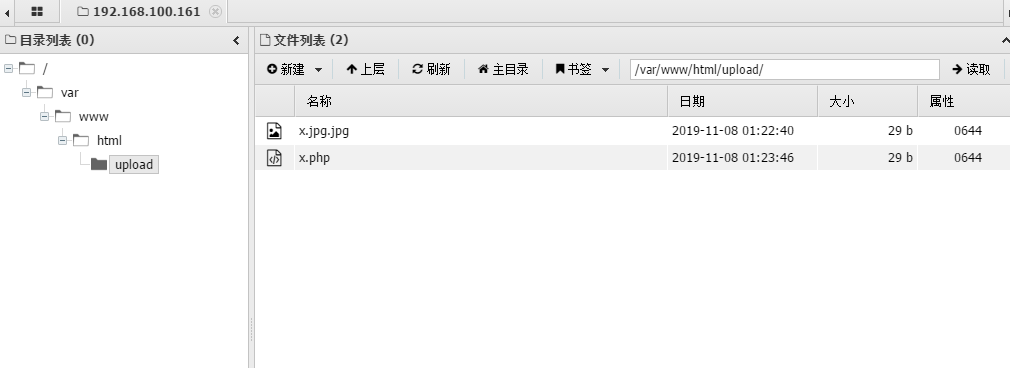 192.168.100.161
目录列表 (0)
文件列表 (2)
/
var
www
html
upload
新建 上层 刷新 主目录 书签 /var/www/html/upload/ 读取
名称 日期 大小 属性
x.jpg.jpg 2019-11-08 01:22:40 29 b 0644
x.php 2019-11-08 01:23:46 29 b 0644